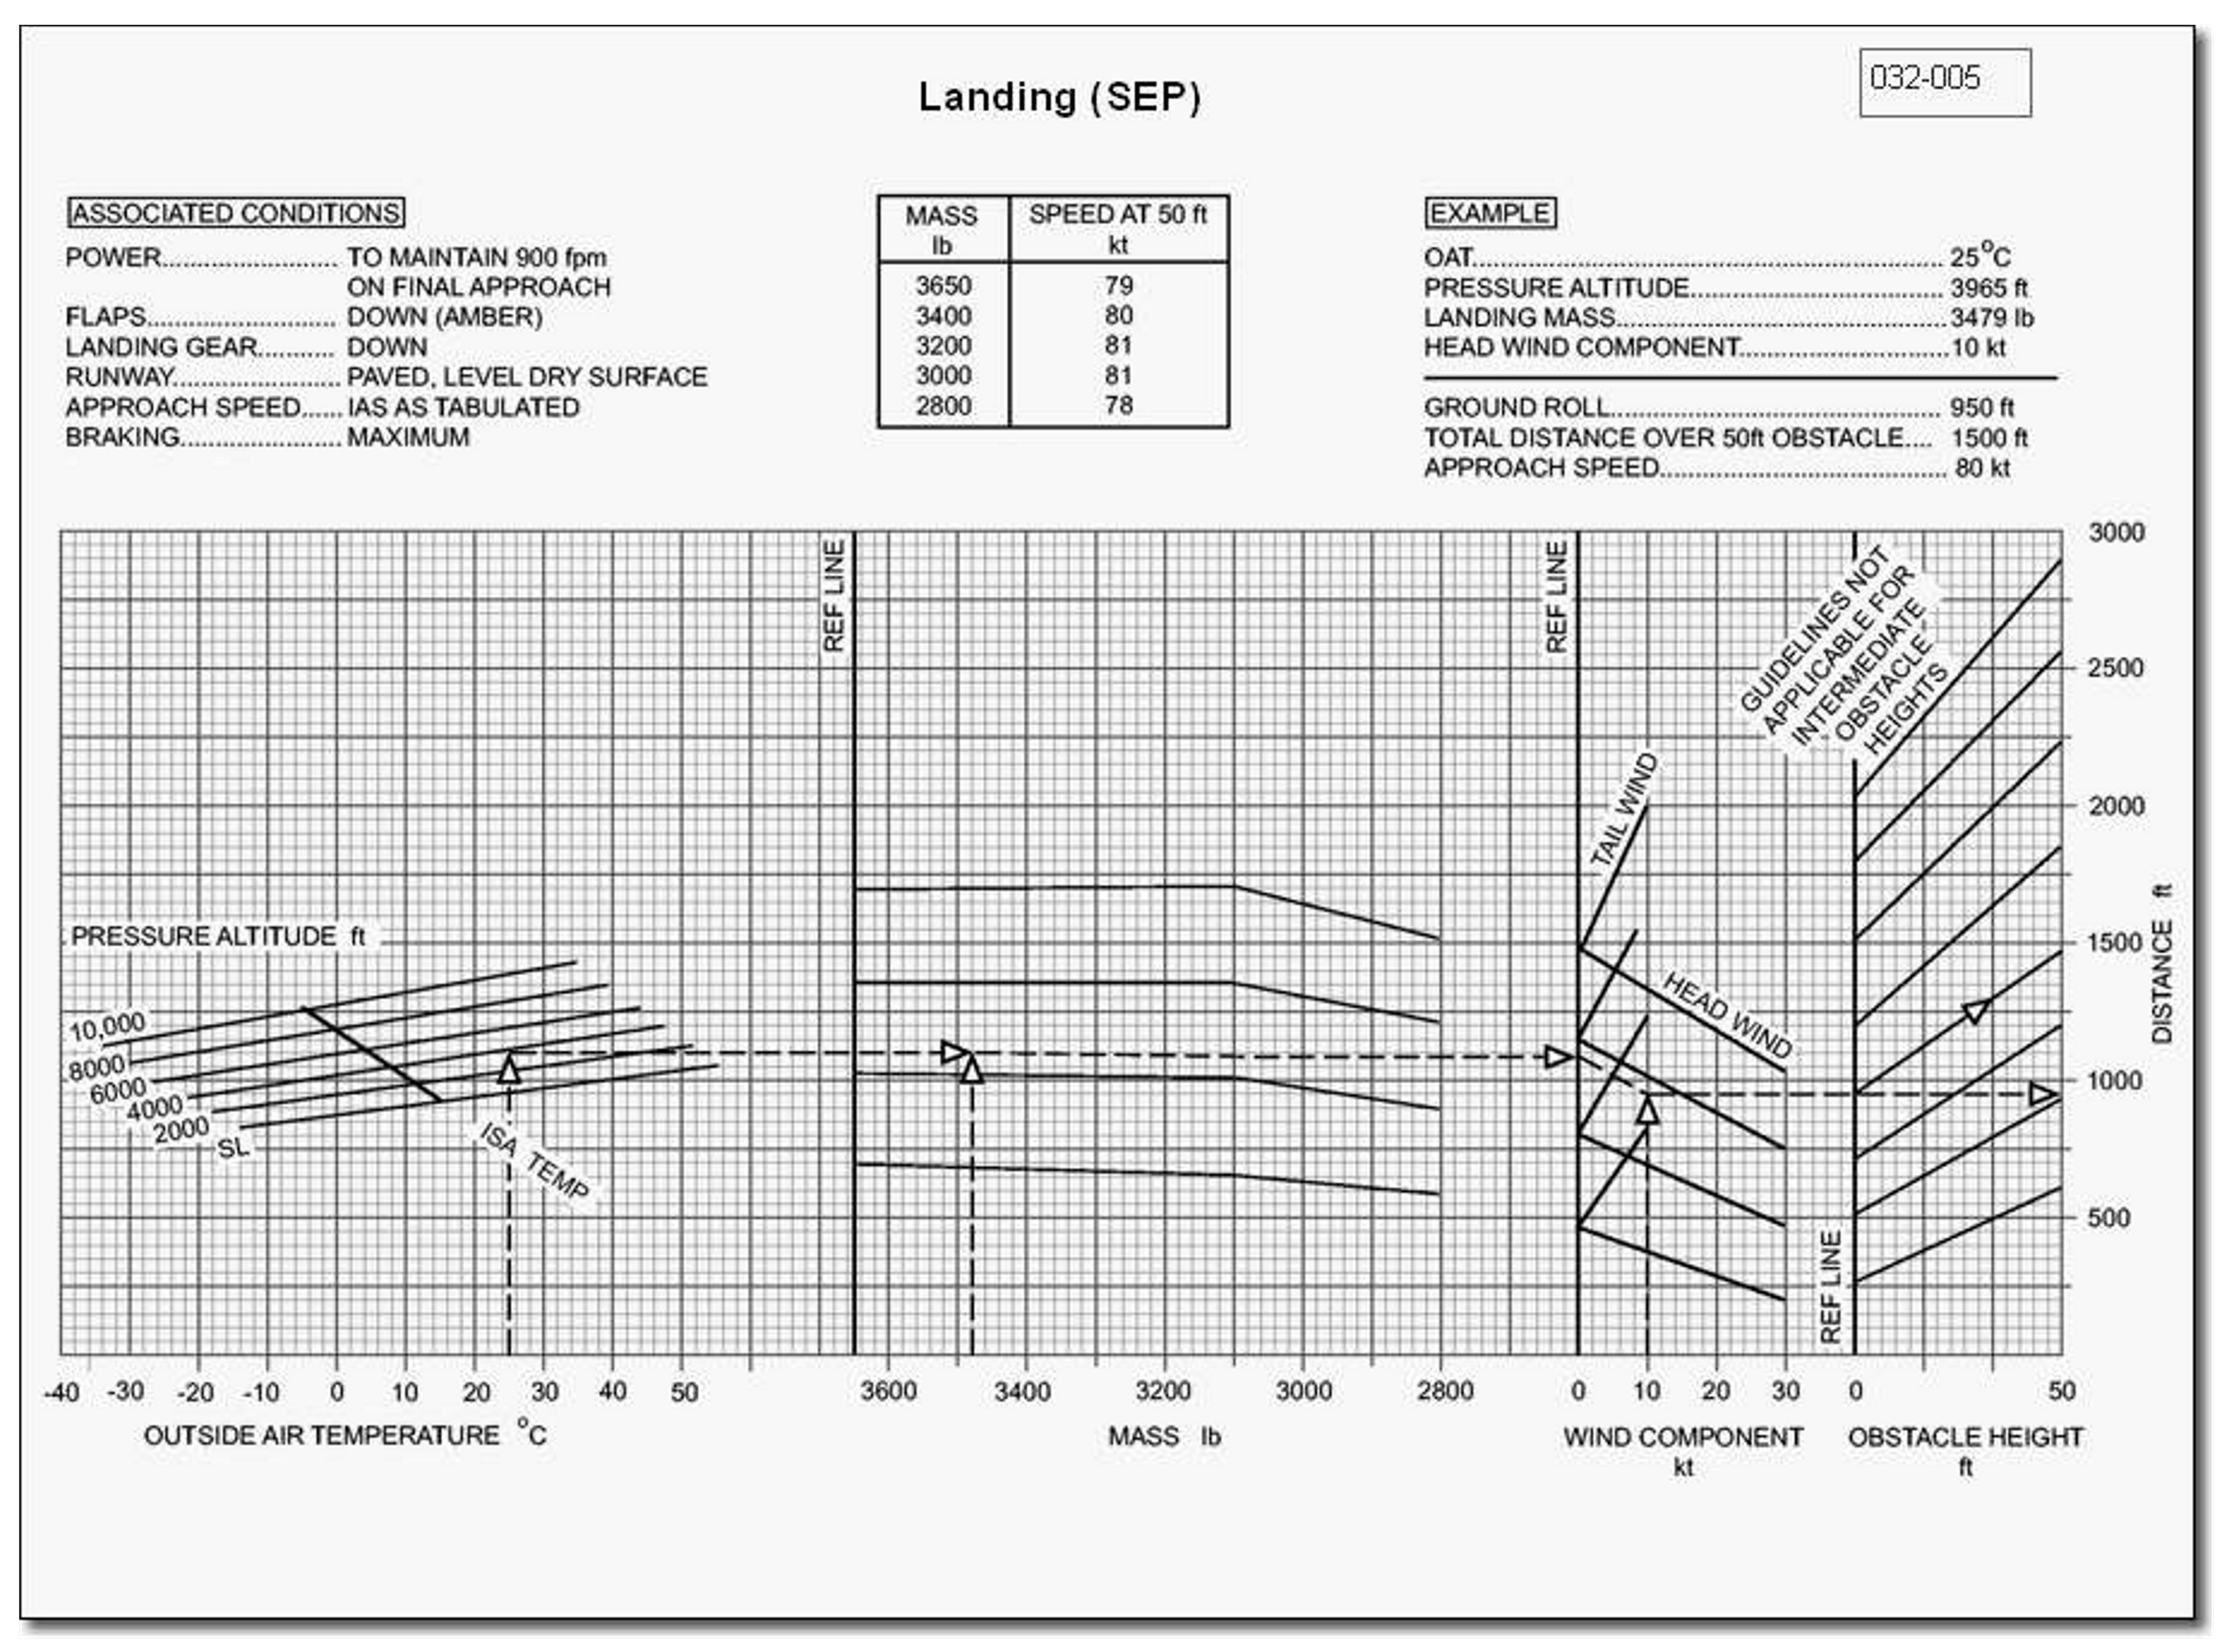 032-005
Landing (SEP)
ASSOCIATED CONDITIONS
POWER.......................... TO MAINTAIN 900 fpm
ON FINAL APPROACH
FLAPS........................... DOWN (AMBER)
LANDING GEAR........... DOWN
RUNWAY........................ PAVED, LEVEL DRY SURFACE
APPROACH SPEED...... IAS AS TABULATED
BRAKING....................... MAXIMUM
MASS SPEED AT 50 ft
lb kt
3650 79
3400 80
3200 81
3000 81
2800 78
EXAMPLE
OAT.................................................................... 25°C
PRESSURE ALTITUDE..................................... 3965 ft
LANDING MASS................................................ 3479 lb
HEAD WIND COMPONENT.............................. 10 kt
GROUND ROLL................................................ 950 ft
TOTAL DISTANCE OVER 50ft OBSTACLE.... 1500 ft
APPROACH SPEED......................................... 80 kt
REF LINE
REF LINE
GUIDELINES NOT
APPLICABLE FOR
INTERMEDIATE
OBSTACLE
HEIGHTS
3000
2500
2000
1500
1000
500
DISTANCE ft
TAIL WIND
HEAD WIND
PRESSURE ALTITUDE ft
10,000
8000
6000
4000
2000
SL
ISA TEMP
REF LINE
-40 -30 -20 -10 0 10 20 30 40 50 3600 3400 3200 3000 2800 0 10 20 30 0 50
OUTSIDE AIR TEMPERATURE °C MASS lb WIND COMPONENT OBSTACLE HEIGHT
kt ft